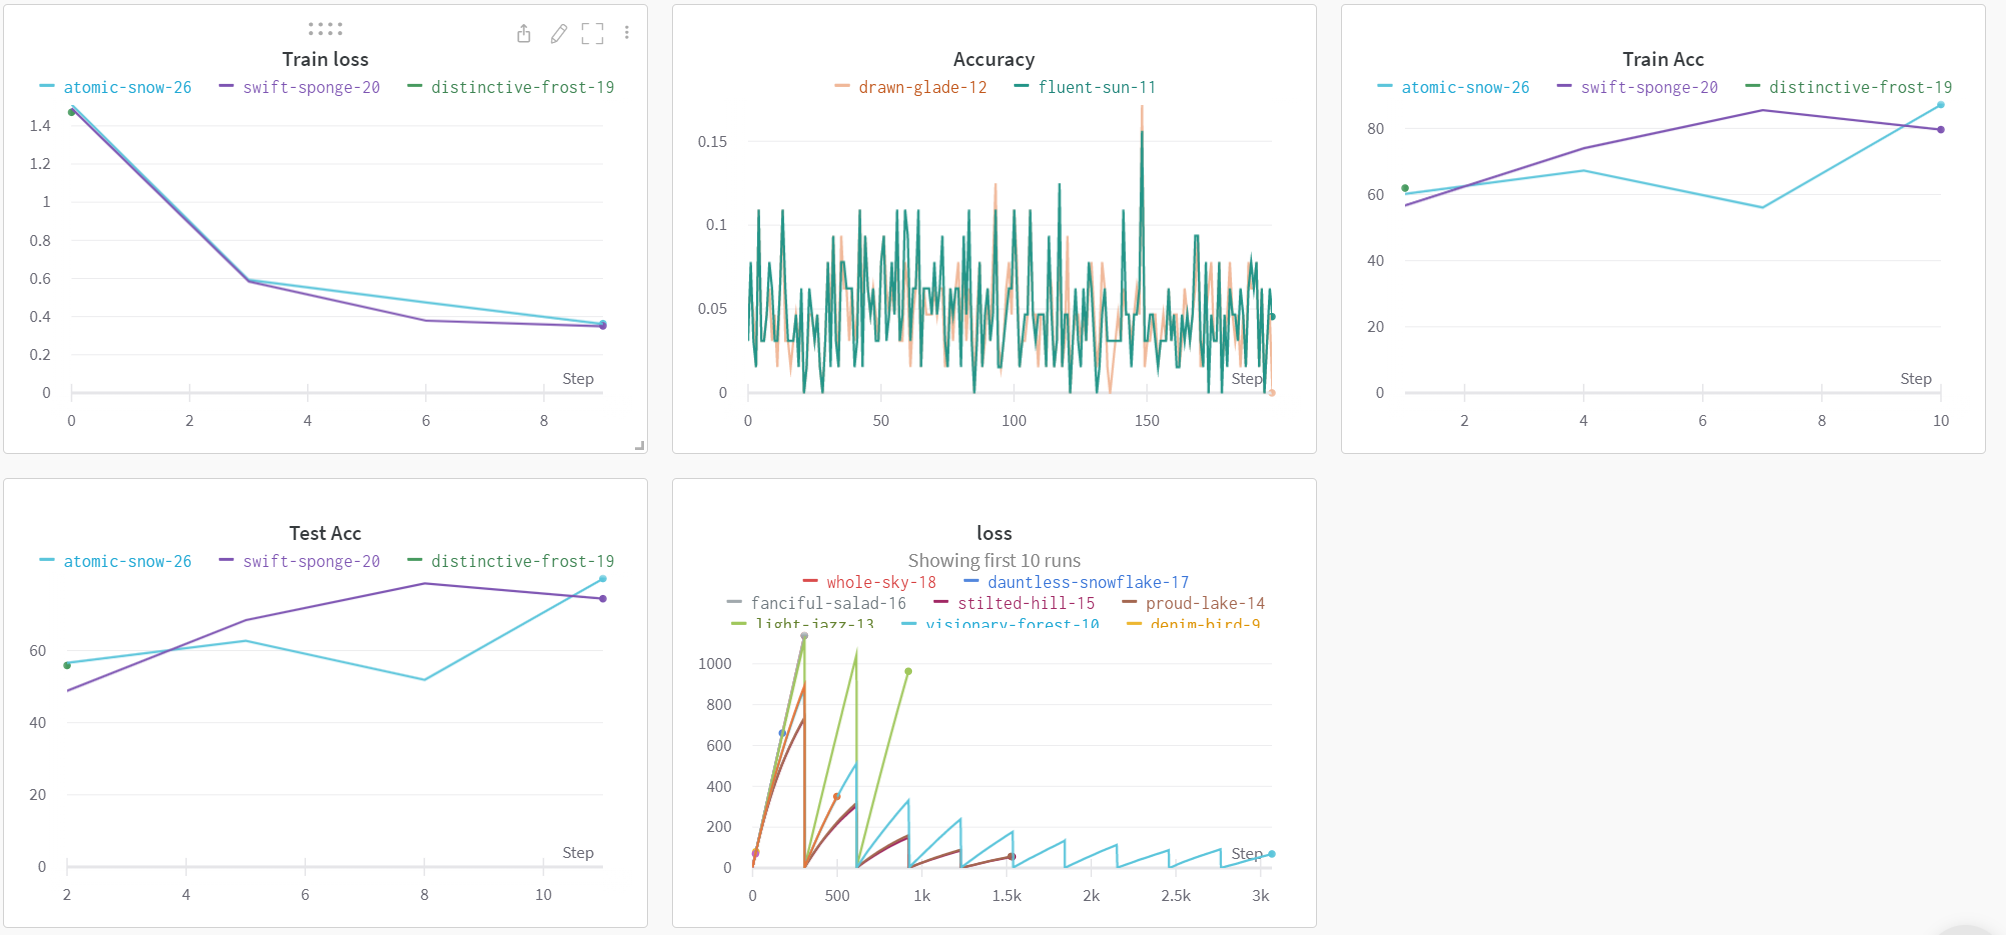 Train loss
atomic-snow-26 swift-sponge-20 distinctive-frost-19
1.4
1.2
1
0.8
0.6
0.4
0.2
0
Step
0 2 4 6 8
Accuracy
drawn-glade-12 fluent-sun-11
0.15
0.1
0.05
0
Step
0 50 100 150
Train Acc
atomic-snow-26 swift-sponge-20 distinctive-frost-19
80
60
40
20
0
Step
2 4 6 8 10
Test Acc
atomic-snow-26 swift-sponge-20 distinctive-frost-19
60
40
20
0
Step
2 4 6 8 10
loss
Showing first 10 runs
whole-sky-18 dauntless-snowflake-17
fanciful-salad-16 stilted-hill-15 proud-lake-14
light-jazz-13 visionary-forest-10 denim-bird-9
1000
800
600
400
200
0
Step
0 500 1k 1.5k 2k 2.5k 3k